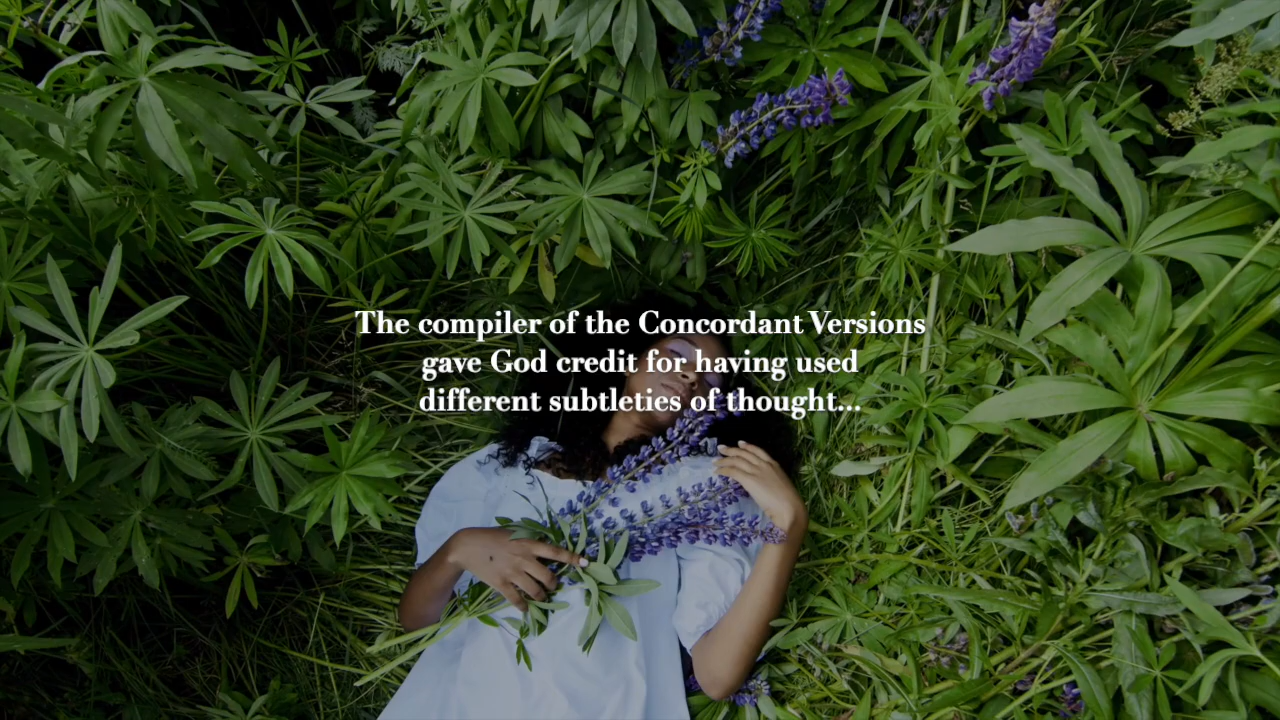 The compiler of the Concordant Versions
gave God credit for having used
different subtleties of thought...